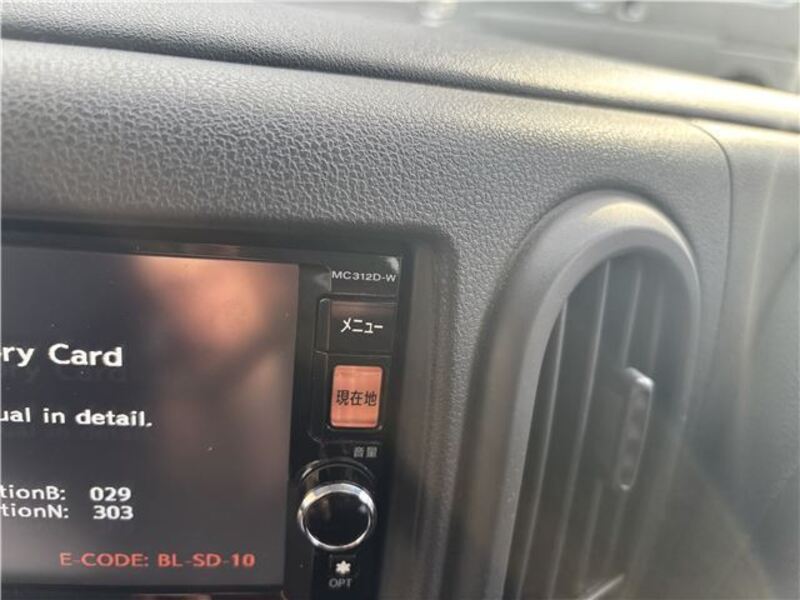 MC312D-W
メニュー
ry Card
現在地
ual in detail.
音量
tionB: 029
tionN: 303
E-CODE: BL-SD-10
OPT